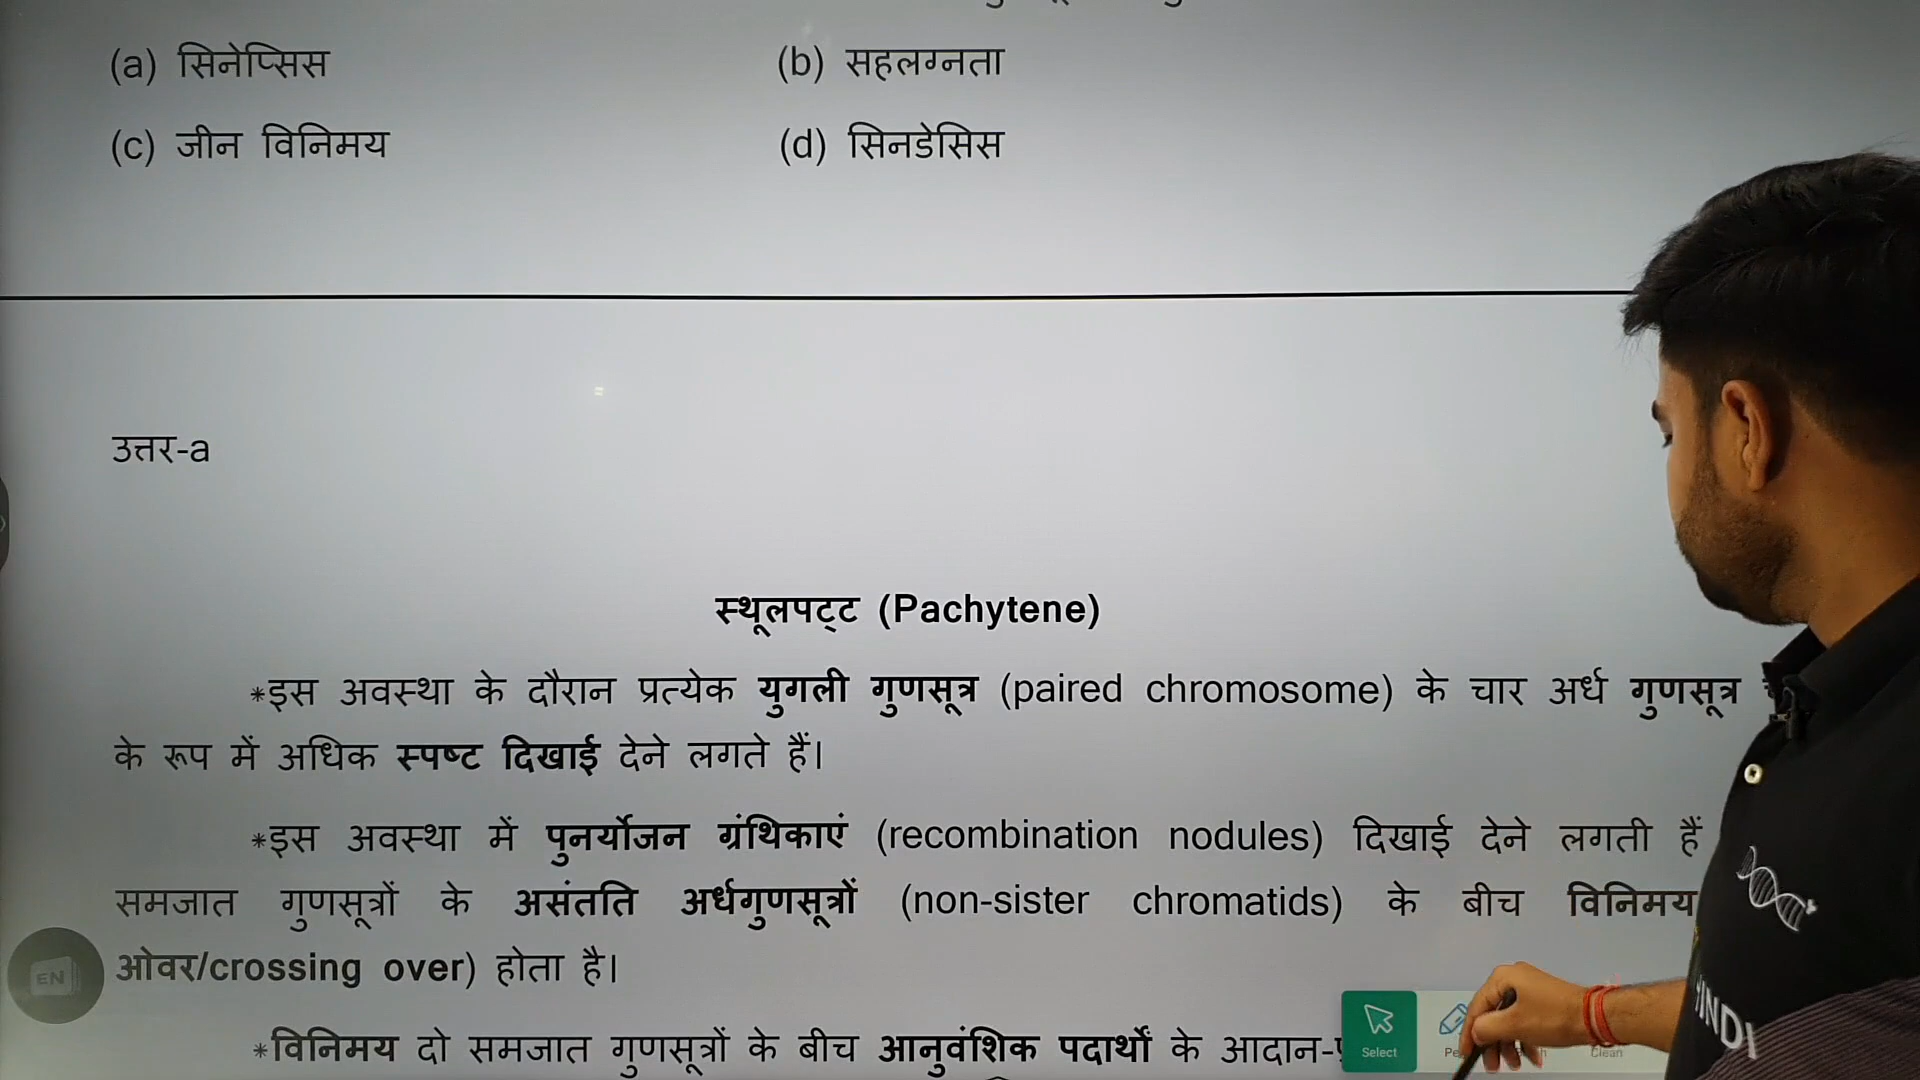 (a) सिनेप्सिस (b) सहलग्नता
(c) जीन विनिमय (d) सिनडेसिस
उत्तर-a
स्थूलपट्ट (Pachytene)
*इस अवस्था के दौरान प्रत्येक युगली गुणसूत्र (paired chromosome) के चार अर्ध गुणसूत्र
के रूप में अधिक स्पष्ट दिखाई देने लगते हैं।
*इस अवस्था में पुनर्योजन ग्रंथिकाएं (recombination nodules) दिखाई देने लगती हैं
समजात गुणसूत्रों के असंतति अर्धगुणसूत्रों (non-sister chromatids) के बीच विनिमय
ओवर/crossing over) होता है।
EN
*विनिमय दो समजात गुणसूत्रों के बीच आनुवंशिक पदार्थों के आदान-
Select Clean